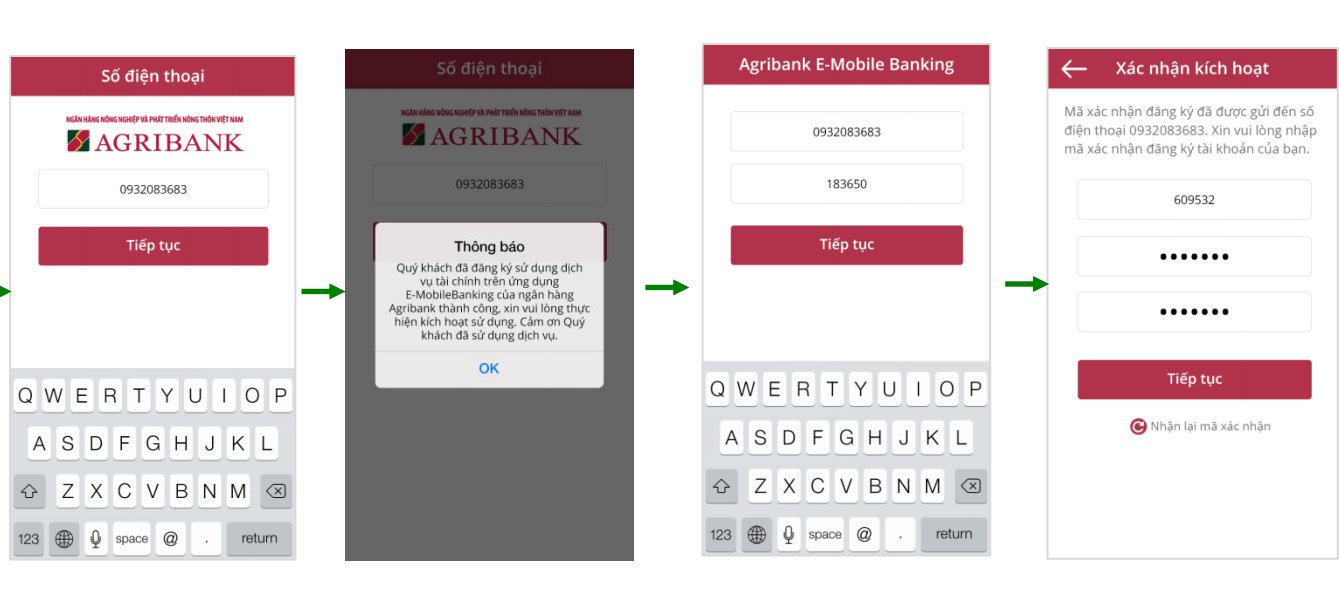 Số điện thoại
NGÂN HÀNG NÔNG NGHIỆP VÀ PHÁT TRIỂN NÔNG THÔN VIỆT NAM
AGRIBANK
0932083683
Tiếp tục
Q W E R T Y U I O P
A S D F G H J K L
Z X C V B N M
123 space @ . return
Số điện thoại
NGÂN HÀNG NÔNG NGHIỆP VÀ PHÁT TRIỂN NÔNG THÔN VIỆT NAM
AGRIBANK
0932083683
Thông báo
Quý khách đã đăng ký sử dụng dịch
vụ tài chính trên ứng dụng
E-MobileBanking của ngân hàng
Agribank thành công, xin vui lòng thực
hiện kích hoạt sử dụng. Cảm ơn Quý
khách đã sử dụng dịch vụ.
OK
Agribank E-Mobile Banking
0932083683
183650
Tiếp tục
Q W E R T Y U I O P
A S D F G H J K L
Z X C V B N M
123 space @ . return
Xác nhận kích hoạt
Mã xác nhận đăng ký đã được gửi đến số
điện thoại 0932083683. Xin vui lòng nhập
mã xác nhận đăng ký tài khoản của bạn.
609532
•••••••
•••••••
Tiếp tục
Nhận lại mã xác nhận